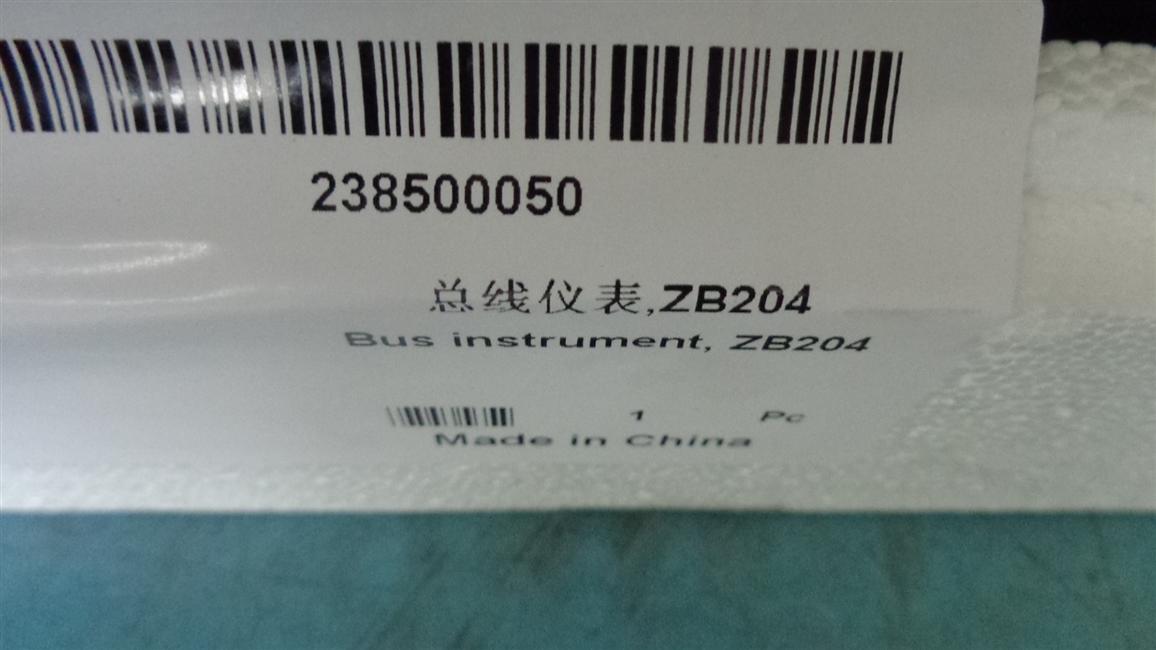 238500050
总线仪表,ZB204
Bus instrument, ZB204
1 Pc
Made in China